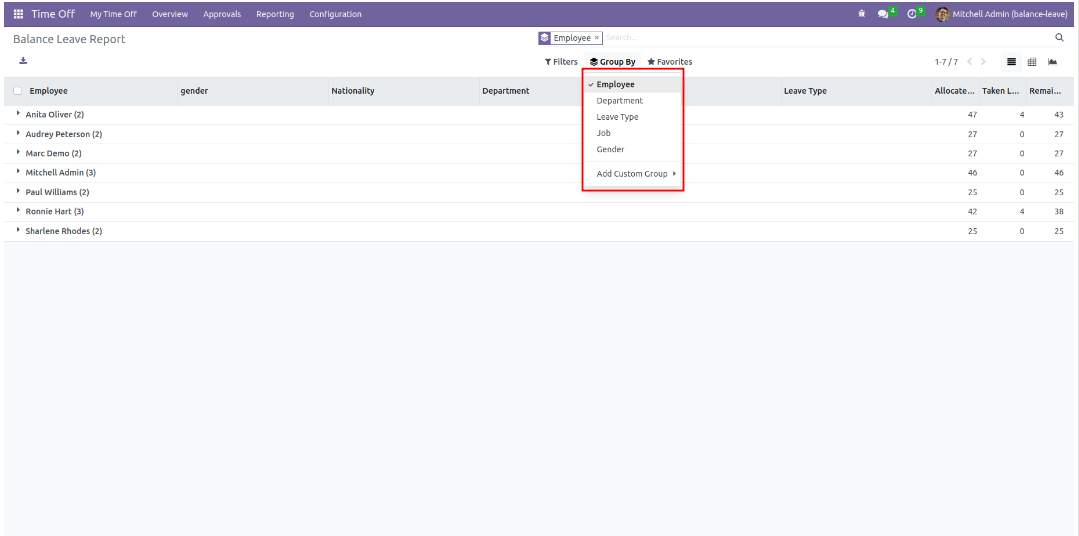 Time Off My Time Off Overview Approvals Reporting Configuration 4 9 Mitchell Admin (balance-leave)
Balance Leave Report Employee × Search...
Filters Group By Favorites 1-7 / 7
Employee gender Nationality Department Leave Type Allocate... Taken L... Remai...
Employee
Department
Leave Type
Job
Gender
Add Custom Group
Anita Oliver (2) 47 4 43
Audrey Peterson (2) 27 0 27
Marc Demo (2) 27 0 27
Mitchell Admin (3) 46 0 46
Paul Williams (2) 25 0 25
Ronnie Hart (3) 42 4 38
Sharlene Rhodes (2) 25 0 25